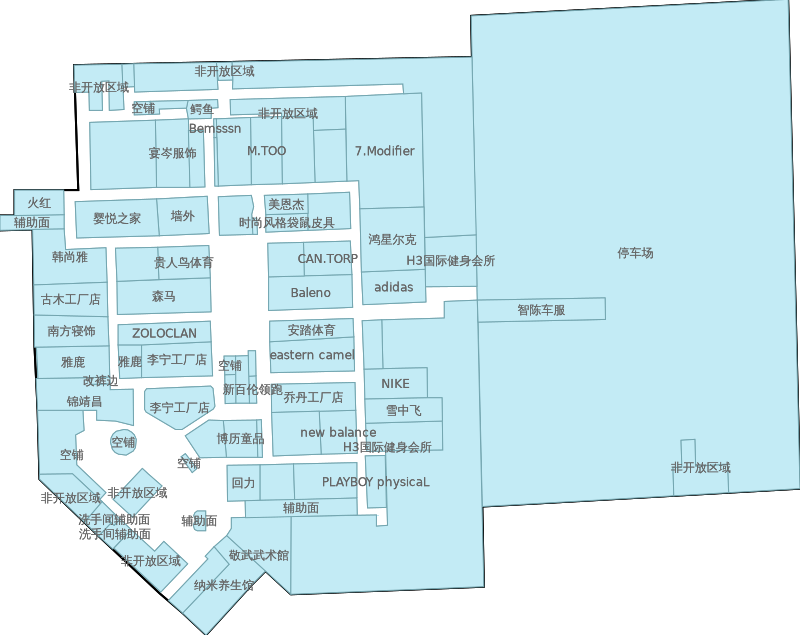 非开放区域
非开放区域
空铺
鳄鱼
非开放区域
Bemsssn
宴岑服饰
M.TOO
7.Modifier
火红
辅助面
婴悦之家
墙外
美恩杰
时尚风格袋鼠皮具
鸿星尔克
韩尚雅
贵人鸟体育
CAN.TORP
H3国际健身会所
停车场
古木工厂店
森马
Baleno
adidas
智陈车服
南方寝饰
ZOLOCLAN
安踏体育
雅鹿
雅鹿
李宁工厂店
空铺
eastern camel
改裤边
新百伦领跑
NIKE
锦靖昌
李宁工厂店
乔丹工厂店
雪中飞
空铺
博历童品
new balance
H3国际健身会所
空铺
空铺
非开放区域
非开放区域
非开放区域
回力
PLAYBOY physicaL
辅助面
洗手间辅助面
洗手间辅助面
辅助面
非开放区域
敬武武术館
纳米养生馆